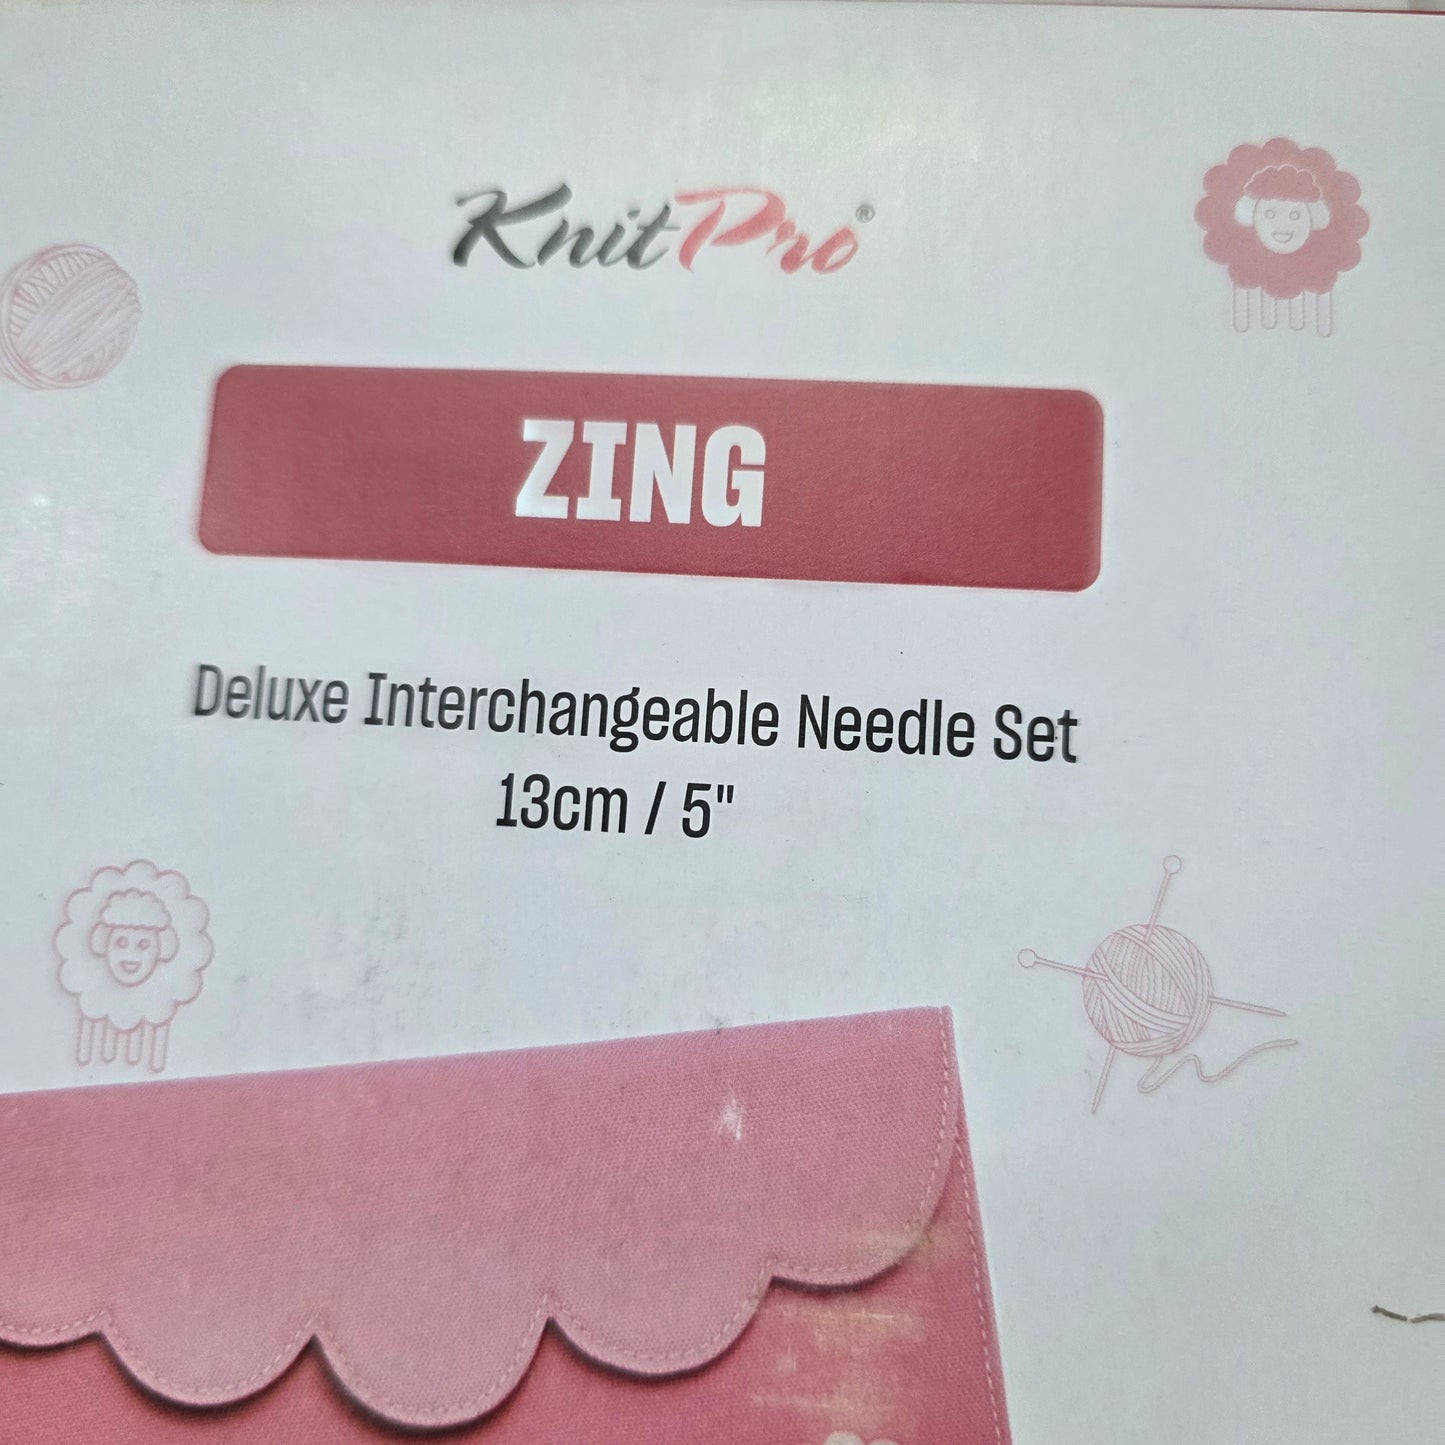 KnitPro®
ZING
Deluxe Interchangeable Needle Set
13cm / 5"